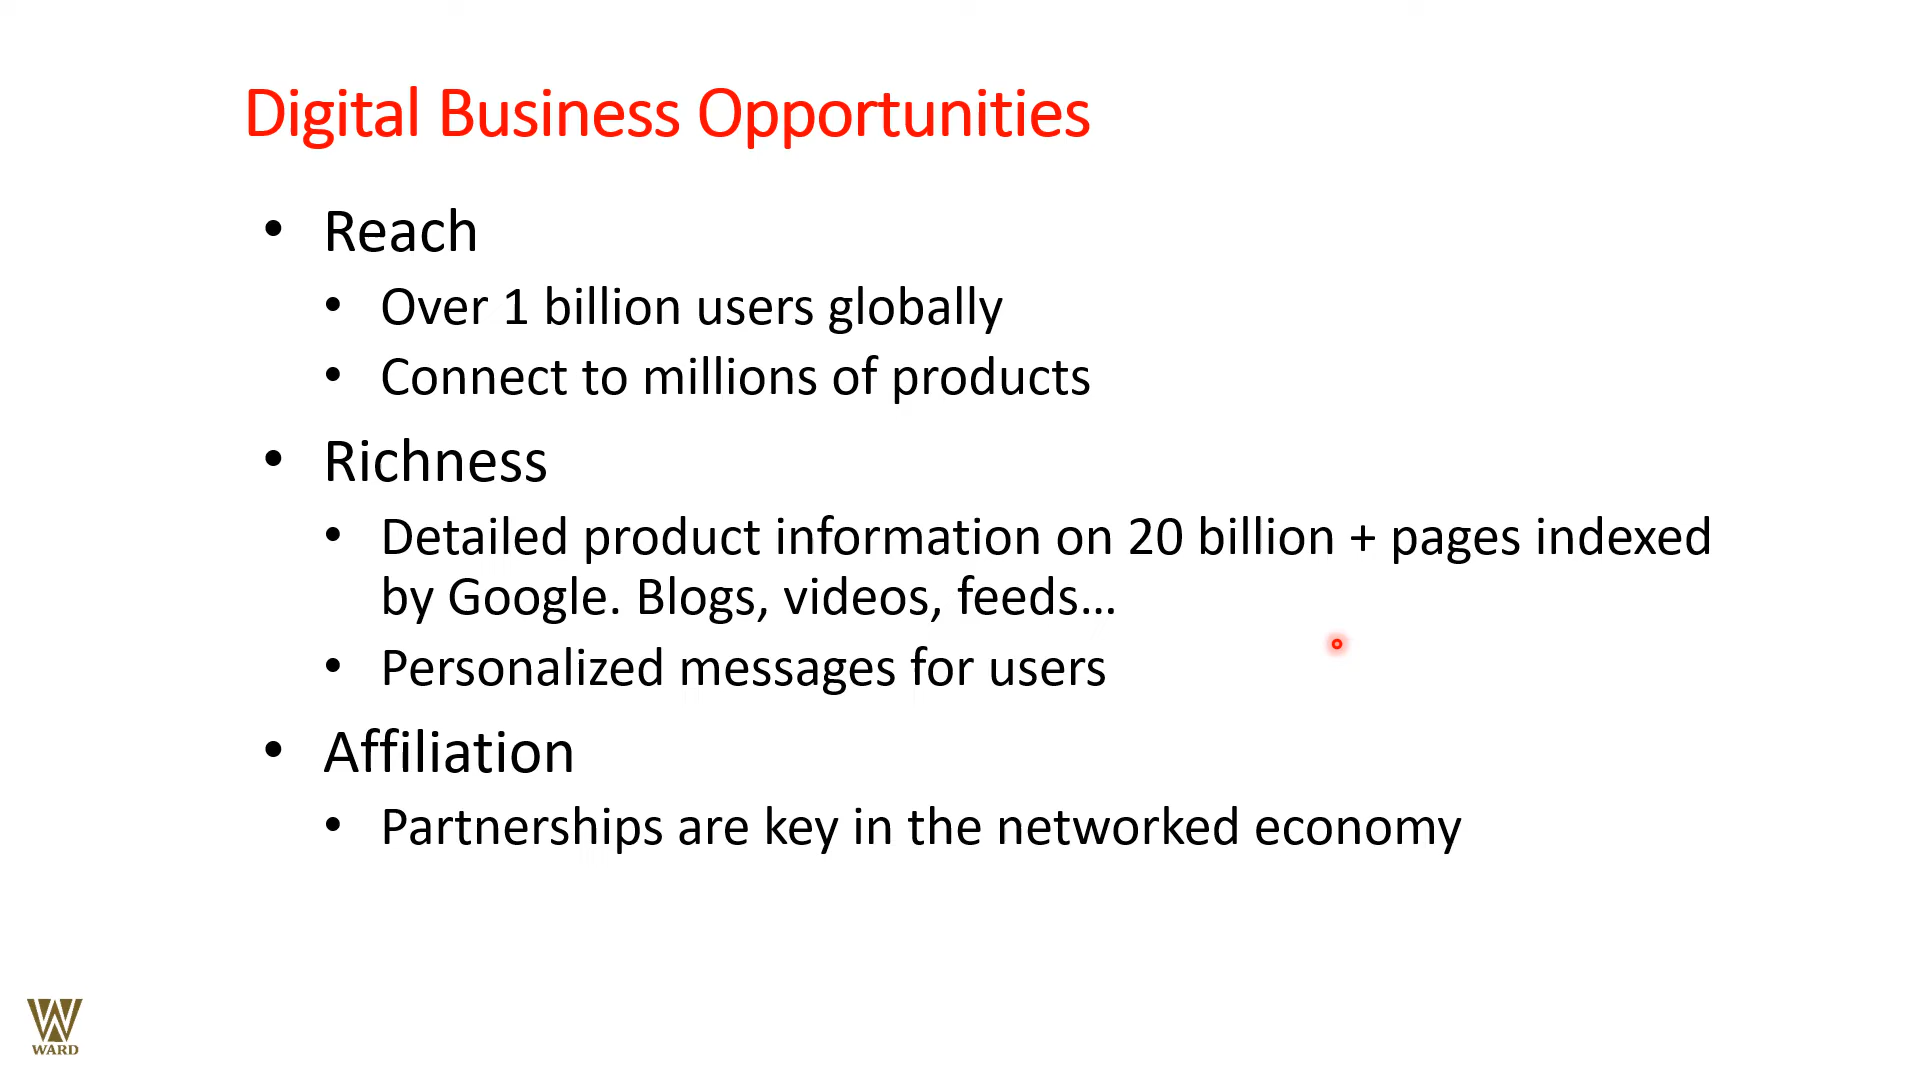 Digital Business Opportunities
• Reach
• Over 1 billion users globally
• Connect to millions of products
• Richness
• Detailed product information on 20 billion + pages indexed
by Google. Blogs, videos, feeds…
• Personalized messages for users
• Affiliation
• Partnerships are key in the networked economy
WARD